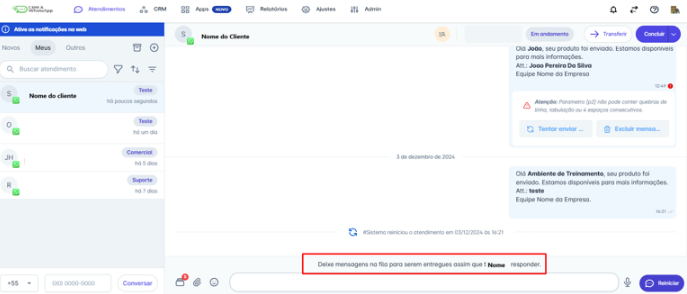 CRM & WhatsApp
Atendimentos
CRM
Apps NOVO
Relatórios
Ajustes
Admin
Ative as notificações na web
Novos Meus Outros
Buscar atendimento
S Nome do cliente Teste
há poucos segundos
O Teste
há um dia
JH Comercial
há 5 dias
R Suporte
há 7 dias
+55 (00) 0000-0000 Conversar
S Nome do Cliente
Em andamento Transferir Concluir
Olá João, seu produto foi enviado. Estamos disponíveis
para mais informações.
Att.: Joao Pereira Da Silva
Equipe Nome da Empresa
12:49
Atenção: Parametro [p2] não pode conter quebras de
linha, tabulação ou 4 espaços consecutivos.
Tentar enviar ... Excluir mensa...
3 de dezembro de 2024
Olá Ambiente de Treinamento, seu produto foi
enviado. Estamos disponíveis para mais informações.
Att.: teste
Equipe Nome da Empresa.
16:21
#Sistema reiniciou o atendimento em 03/12/2024 às 16:21
Deixe mensagens na fila para serem entregues assim que t Nome responder.
Reiniciar